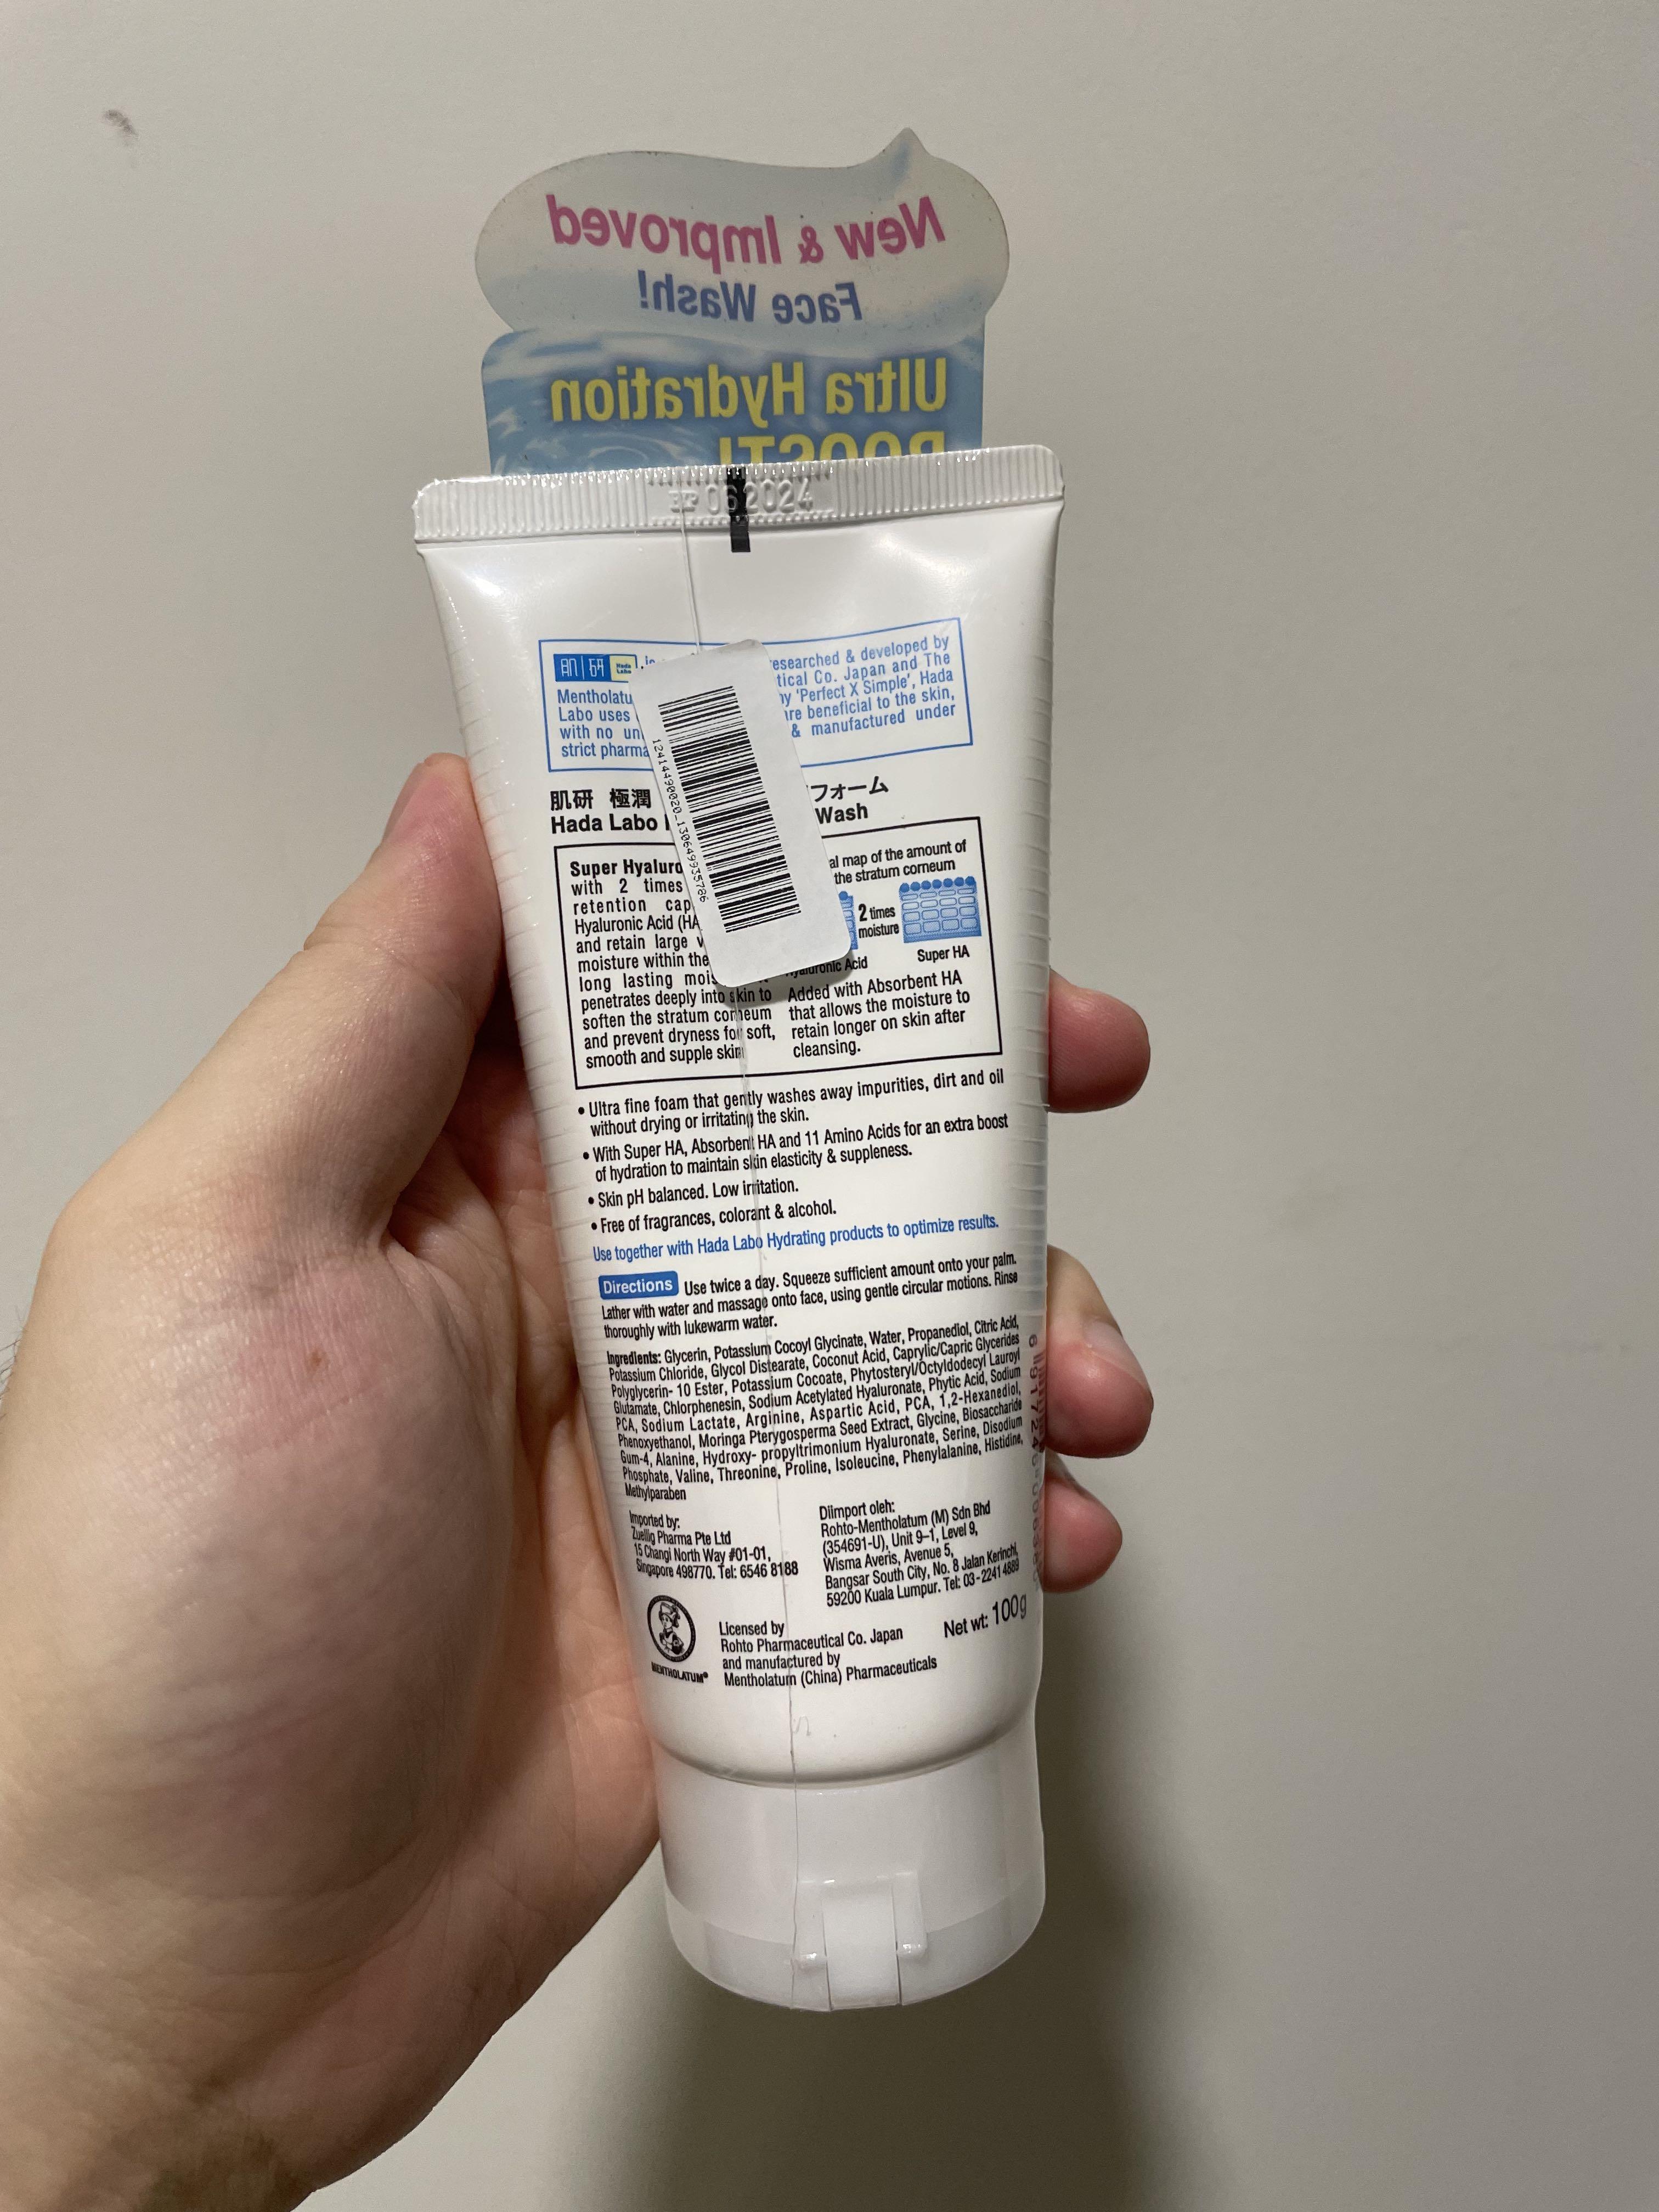 New & Improved
Face Wash!
Ultra Hydration
BOOST!
EXP 06 2024
肌研 Hada Labo is researched & developed by
Mentholatu tical Co. Japan and The
Labo uses 'Perfect X Simple', Hada
with no are beneficial to the skin,
strict & manufactured under
12414490020-130649935786
肌研 極潤 フォーム
Hada Labo Wash
Super Hyaluro
with 2 times
retention
Hyaluronic Acid (HA
and retain large
moisture within the
long lasting
penetrates deeply into skin to
soften the stratum corneum
and prevent dryness for soft,
smooth and supple skin
map of the amount of
the stratum corneum
2 times
moisture
Hyaluronic Acid Super HA
Added with Absorbent HA
that allows the moisture to
retain longer on skin after
cleansing.
• Ultra fine foam that gently washes away impurities, dirt and oil
without drying or irritating the skin.
• With Super HA, Absorbent HA and 11 Amino Acids for an extra boost
of hydration to maintain skin elasticity & suppleness.
• Skin pH balanced. Low irritation.
• Free of fragrances, colorant & alcohol.
Use together with Hada Labo Hydrating products to optimize results.
Directions Use twice a day. Squeeze sufficient amount onto your palm.
Lather with water and massage onto face, using gentle circular motions. Rinse
thoroughly with lukewarm water.
Ingredients: Glycerin, Potassium Cocoyl Glycinate, Water, Propanediol, Citric Acid,
Potassium Chloride, Glycol Distearate, Coconut Acid, Caprylic/Capric Glycerides
Polyglycerin- 10 Ester, Potassium Cocoate, Phytosteryl/Octyldodecyl Lauroyl
Glutamate, Chlorphenesin, Sodium Acetylated Hyaluronate, Phytic Acid, Sodium
PCA, Sodium Lactate, Arginine, Aspartic Acid, PCA, 1,2-Hexanediol,
Phenoxyethanol, Moringa Pterygosperma Seed Extract, Glycine, Biosaccharide
Gum-4, Alanine, Hydroxy- propyltrimonium Hyaluronate, Serine, Disodium
Phosphate, Valine, Threonine, Proline, Isoleucine, Phenylalanine, Histidine,
Methylparaben
Imported by:
Zuellig Pharma Pte Ltd
15 Changi North Way #01-01,
Singapore 498770. Tel: 6546 8188
Diimport oleh:
Rohto-Mentholatum (M) Sdn Bhd
(354691-U), Unit 9-1, Level 9,
Wisma Averis, Avenue 5,
Bangsar South City, No. 8 Jalan Kerinchi,
59200 Kuala Lumpur. Tel: 03-2241 4889
MENTHOLATUM®
Licensed by
Rohto Pharmaceutical Co. Japan
and manufactured by
Mentholatum (China) Pharmaceuticals
Net wt: 100g